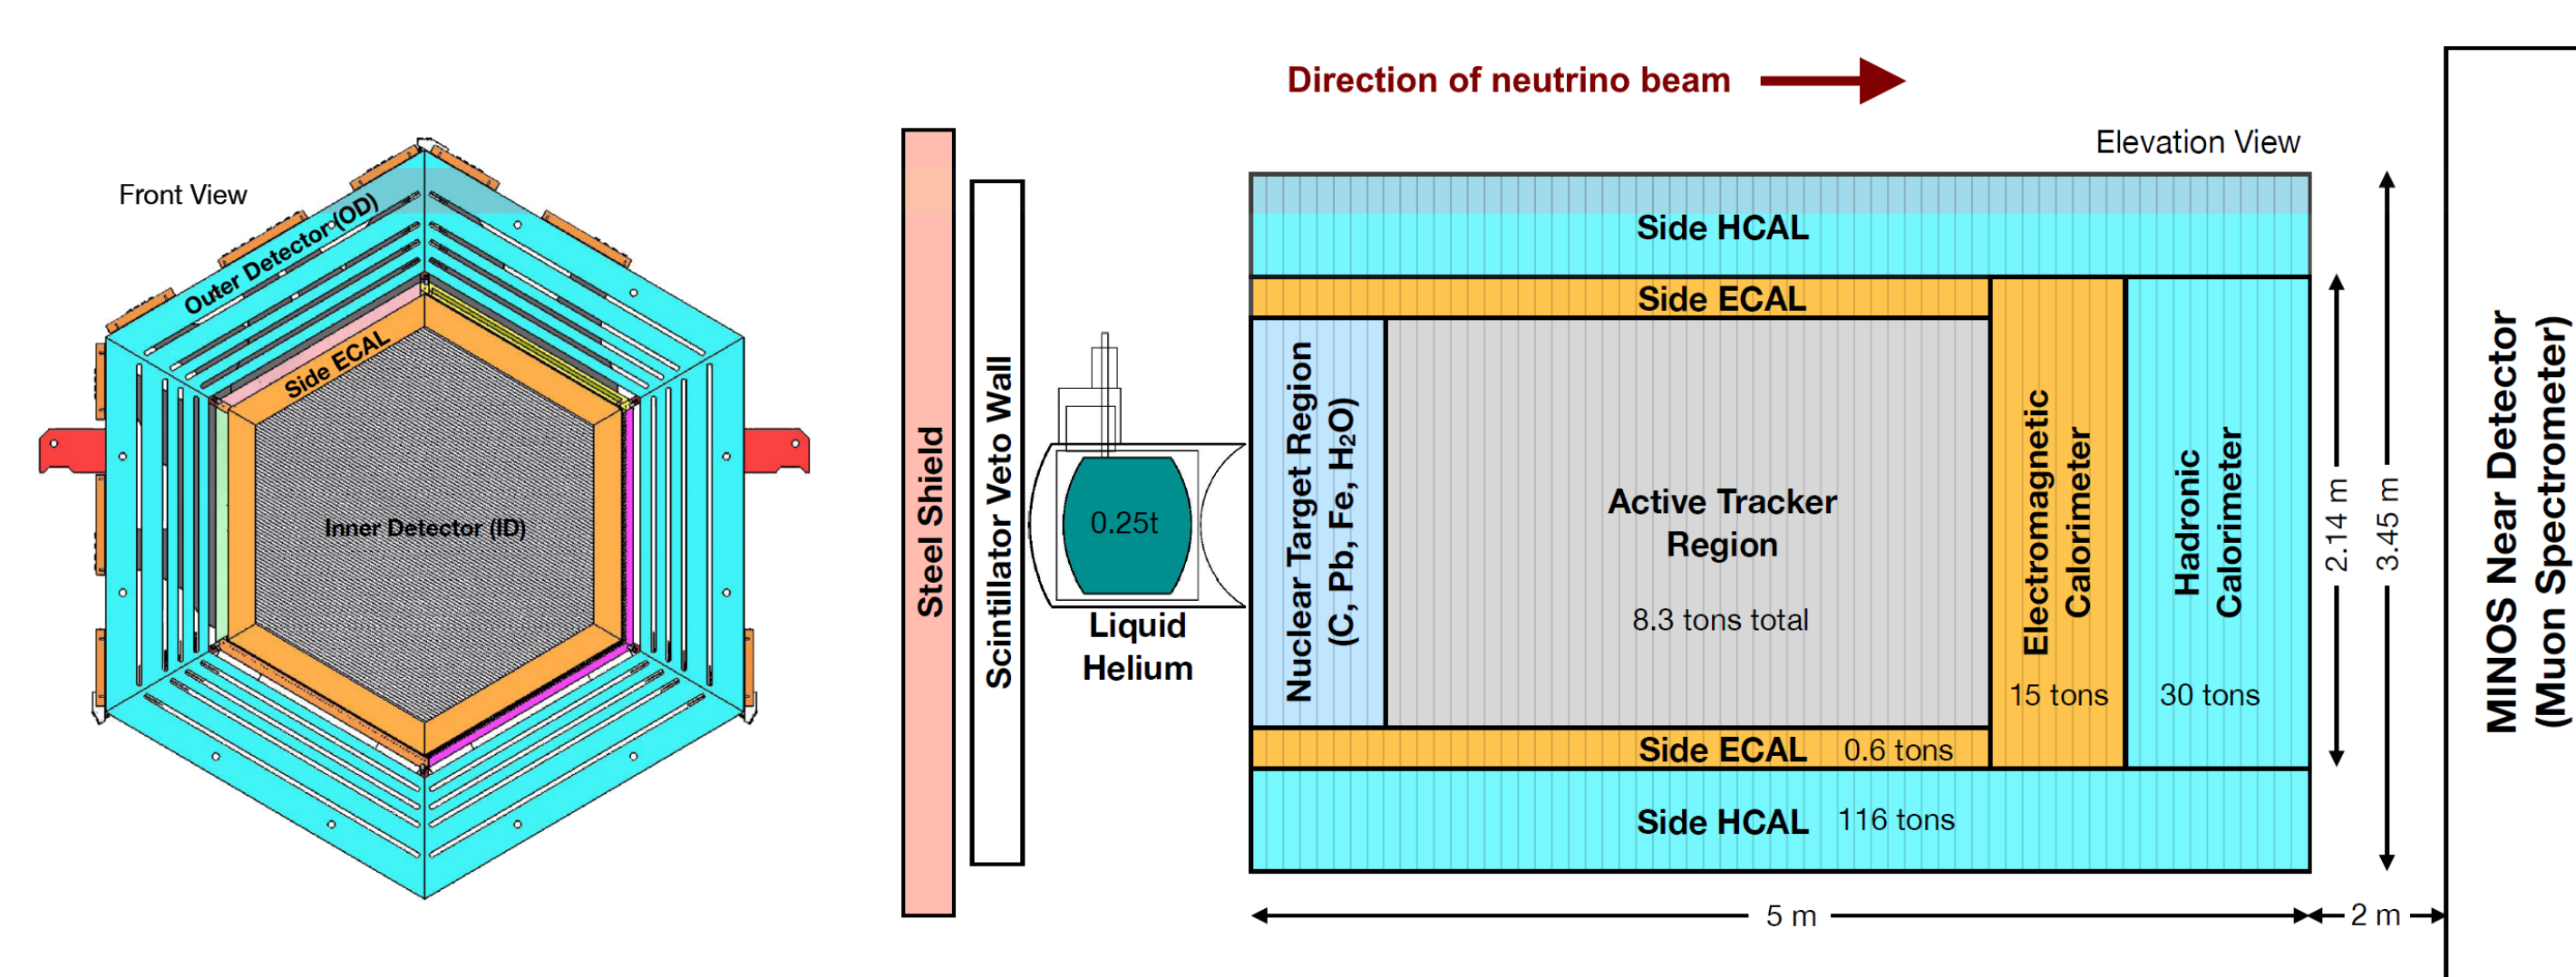 Direction of neutrino beam
Elevation View
Front View
Outer Detector (OD)
Side ECAL
Inner Detector (ID)
Steel Shield
Scintillator Veto Wall
0.25t
Liquid
Helium
Side HCAL
Side ECAL
Nuclear Target Region
(C, Pb, Fe, H₂O)
Active Tracker
Region
8.3 tons total
Electromagnetic
Calorimeter
15 tons
Hadronic
Calorimeter
30 tons
Side ECAL 0.6 tons
Side HCAL 116 tons
2.14 m
3.45 m
5 m
2 m
MINOS Near Detector
(Muon Spectrometer)